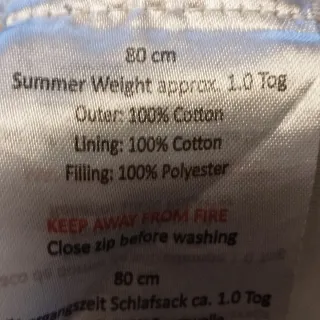 80 cm
Summer Weight approx. 1.0 Tog
Outer: 100% Cotton
Lining: 100% Cotton
Filling: 100% Polyester
KEEP AWAY FROM FIRE
Close zip before washing
80 cm
Schlafsack ca. 1.0 Tog